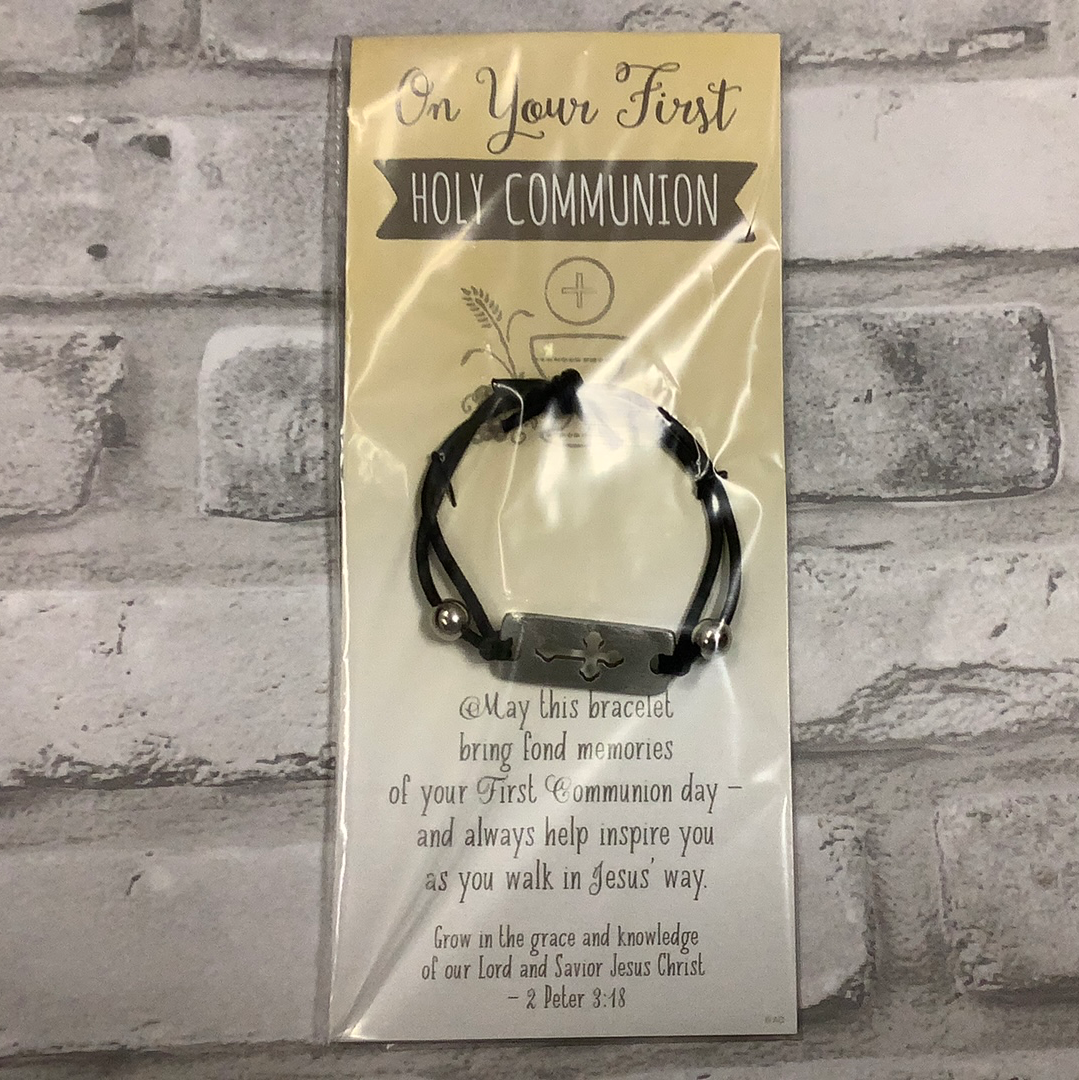 On Your First
HOLY COMMUNION
@May this bracelet
bring fond memories
of your First Communion day –
and always help inspire you
as you walk in Jesus' way.
Grow in the grace and knowledge
of our Lord and Savior Jesus Christ
– 2 Peter 3:18